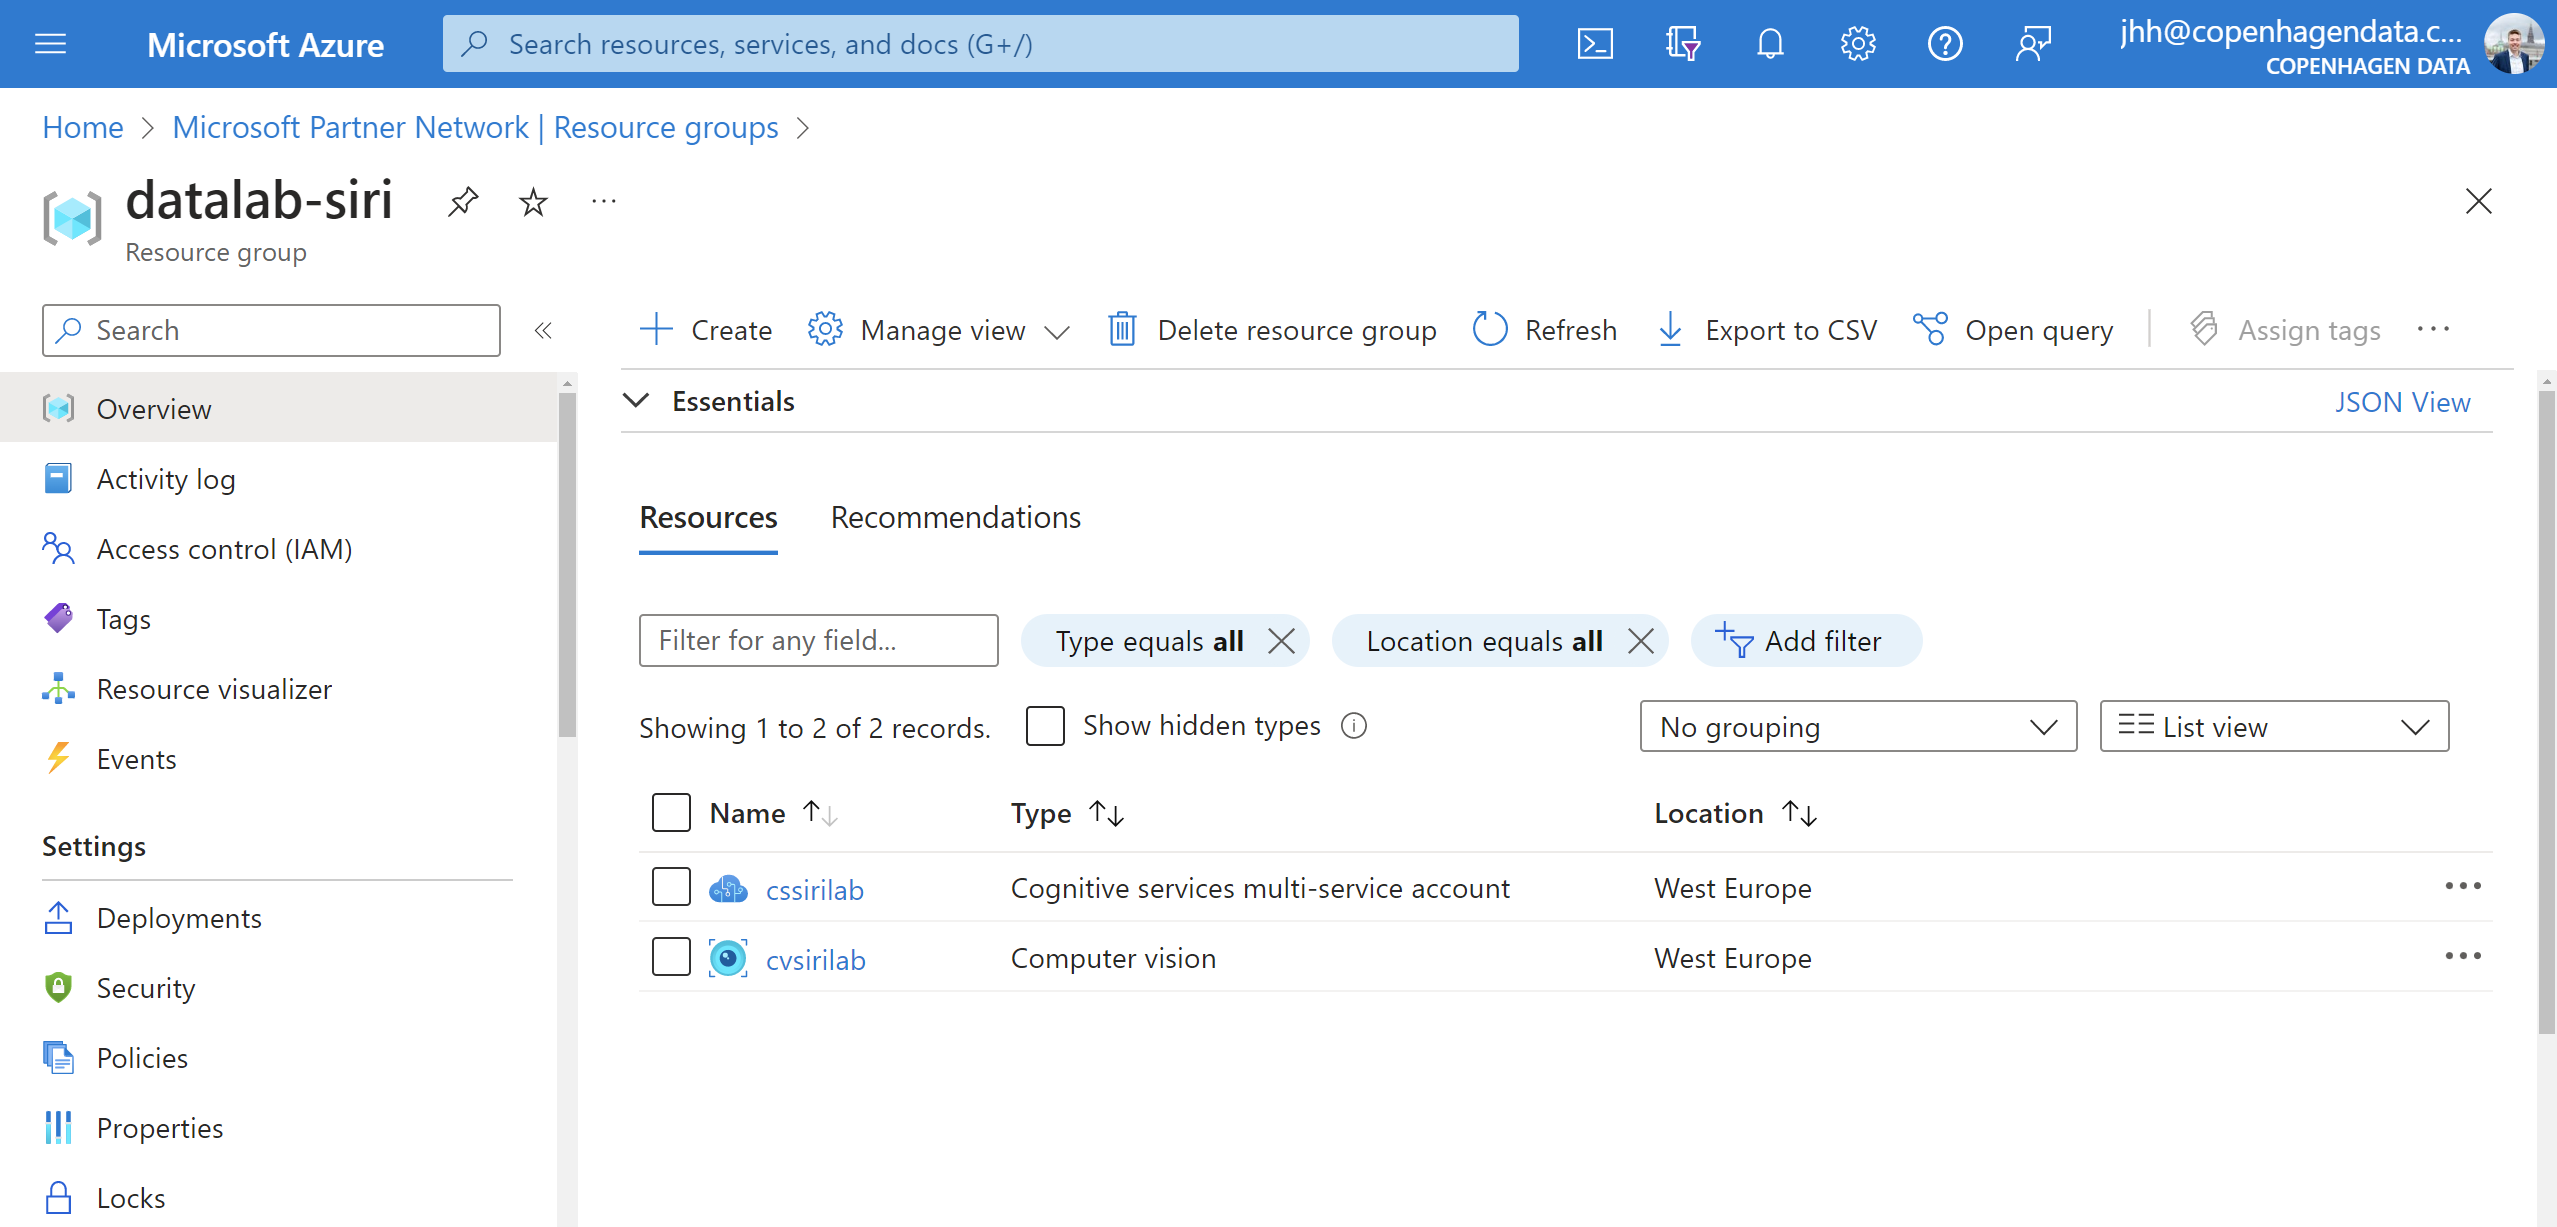 Microsoft Azure
Search resources, services, and docs (G+/)
jhh@copenhagendata.c...
COPENHAGEN DATA
Home > Microsoft Partner Network | Resource groups >
datalab-siri
Resource group
Search
Create
Manage view
Delete resource group
Refresh
Export to CSV
Open query
Assign tags
Overview
Activity log
Access control (IAM)
Tags
Resource visualizer
Events
Settings
Deployments
Security
Policies
Properties
Locks
Essentials
JSON View
Resources
Recommendations
Filter for any field...
Type equals all
Location equals all
Add filter
Showing 1 to 2 of 2 records.
Show hidden types
No grouping
List view
Name Type Location
cssirilab Cognitive services multi-service account West Europe
cvsirilab Computer vision West Europe